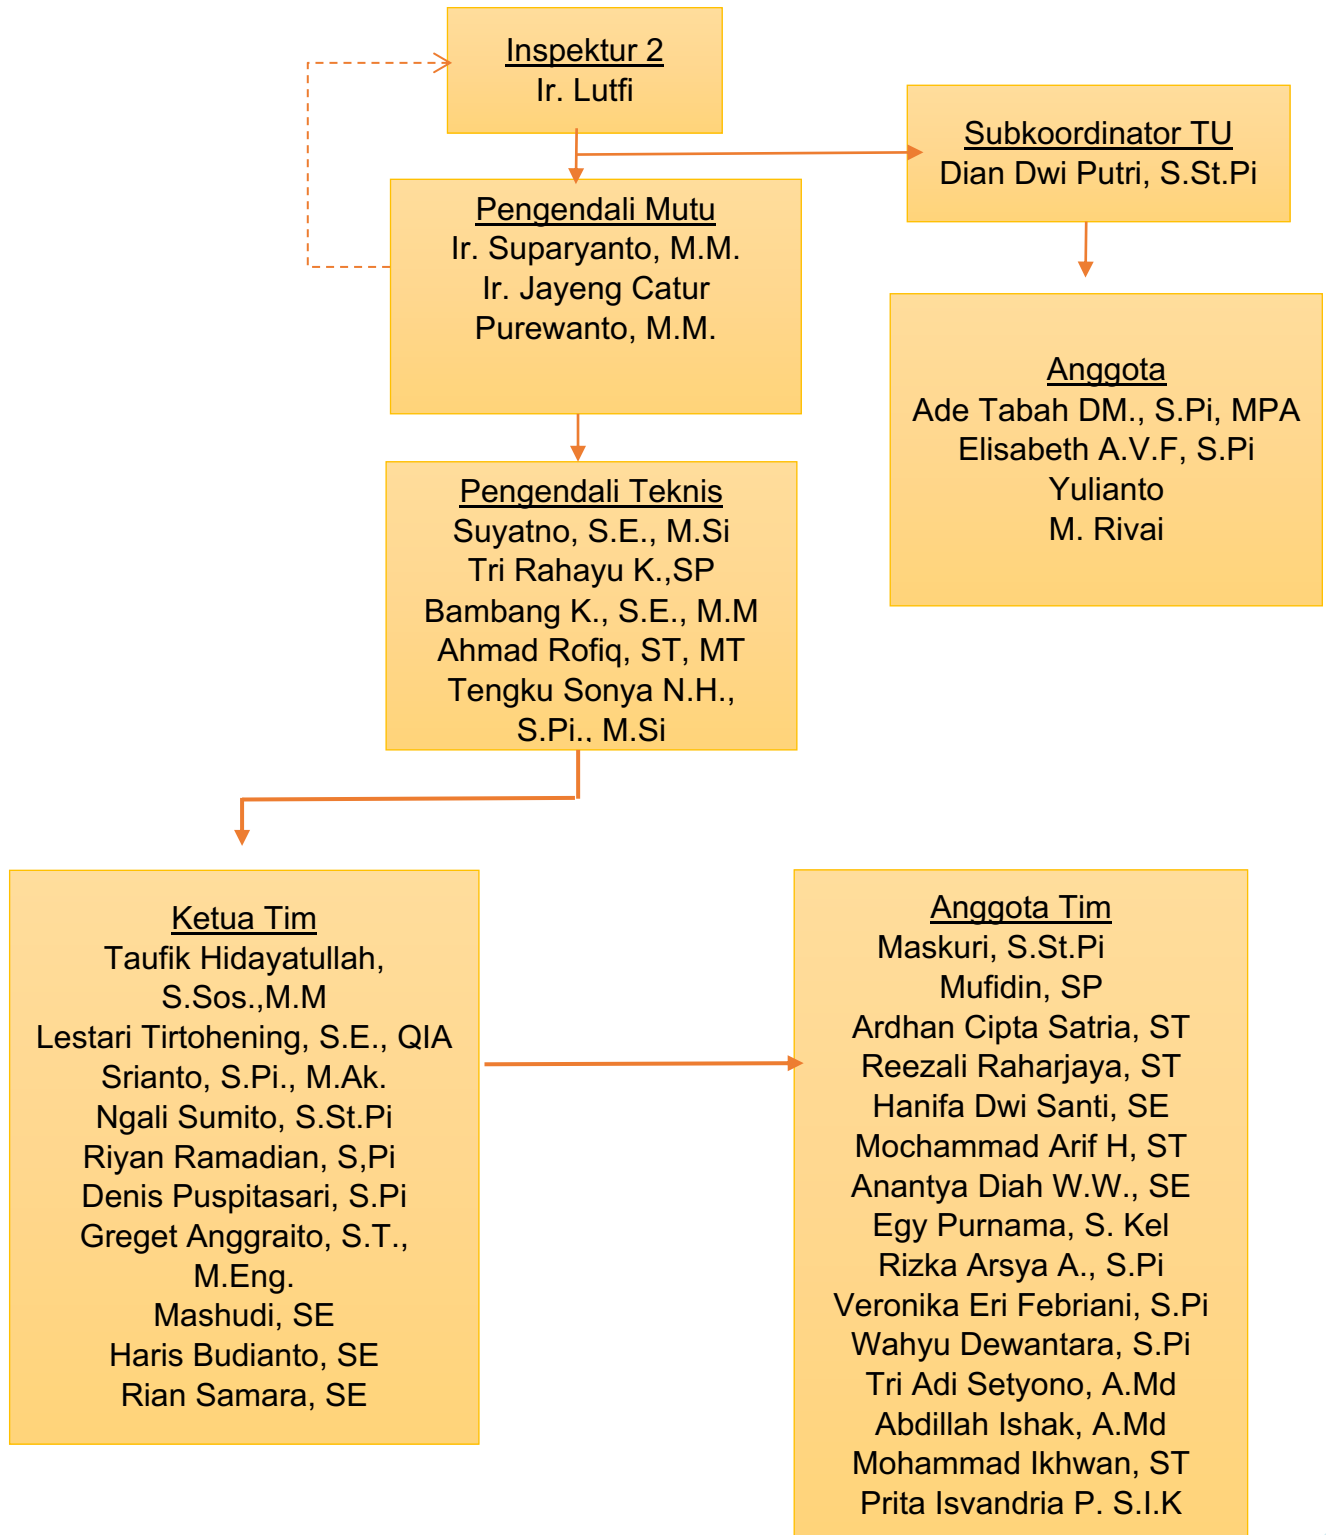 Inspektur 2
Ir. Lutfi
Subkoordinator TU
Dian Dwi Putri, S.St.Pi
Pengendali Mutu
Ir. Suparyanto, M.M.
Ir. Jayeng Catur
Purewanto, M.M.
Anggota
Ade Tabah DM., S.Pi, MPA
Elisabeth A.V.F, S.Pi
Yulianto
M. Rivai
Pengendali Teknis
Suyatno, S.E., M.Si
Tri Rahayu K.,SP
Bambang K., S.E., M.M
Ahmad Rofiq, ST, MT
Tengku Sonya N.H.,
S.Pi., M.Si
Ketua Tim
Taufik Hidayatullah,
S.Sos.,M.M
Lestari Tirtohening, S.E., QIA
Srianto, S.Pi., M.Ak.
Ngali Sumito, S.St.Pi
Riyan Ramadian, S,Pi
Denis Puspitasari, S.Pi
Greget Anggraito, S.T.,
M.Eng.
Mashudi, SE
Haris Budianto, SE
Rian Samara, SE
Anggota Tim
Maskuri, S.St.Pi
Mufidin, SP
Ardhan Cipta Satria, ST
Reezali Raharjaya, ST
Hanifa Dwi Santi, SE
Mochammad Arif H, ST
Anantya Diah W.W., SE
Egy Purnama, S. Kel
Rizka Arsya A., S.Pi
Veronika Eri Febriani, S.Pi
Wahyu Dewantara, S.Pi
Tri Adi Setyono, A.Md
Abdillah Ishak, A.Md
Mohammad Ikhwan, ST
Prita Isvandria P. S.I.K